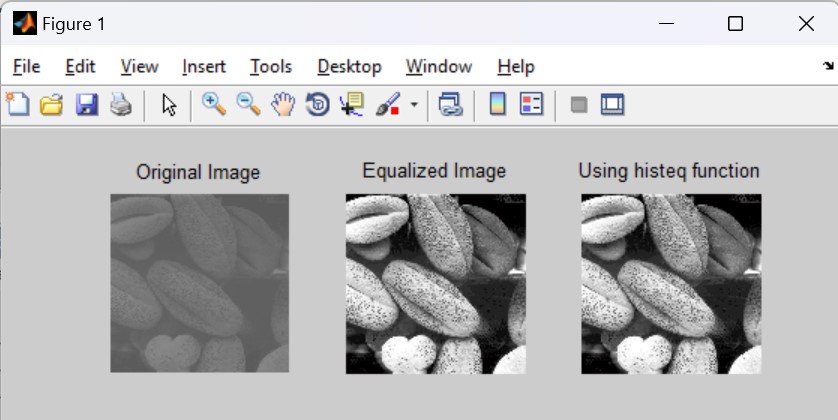 Figure 1
File Edit View Insert Tools Desktop Window Help
Original Image
Equalized Image
Using histeq function